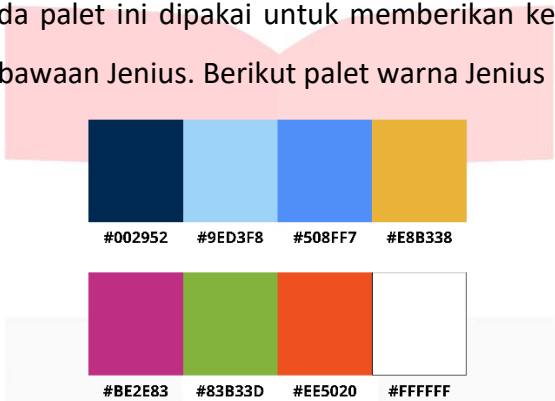 da palet ini dipakai untuk memberikan ke
bawaan Jenius. Berikut palet warna Jenius
#002952 #9ED3F8 #508FF7 #E8B338
#BE2E83 #83B33D #EE5020 #FFFFFF